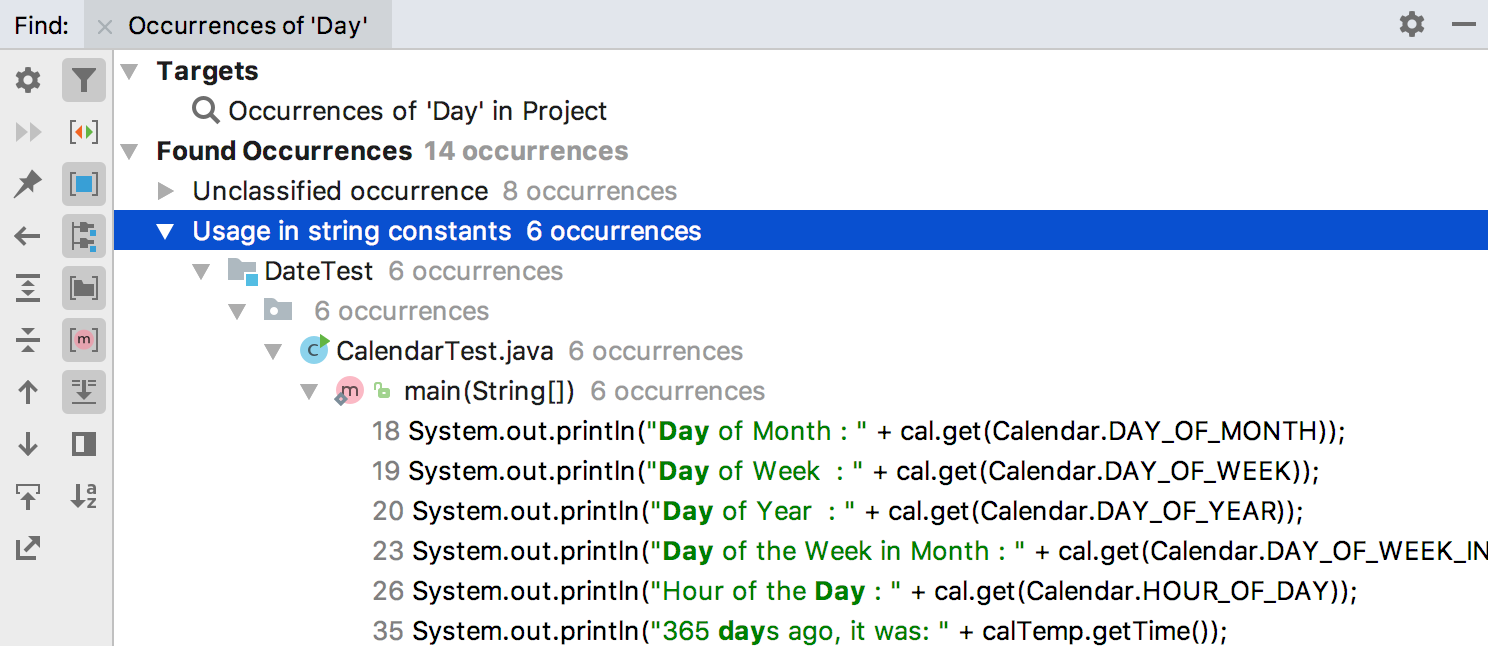 Find: Occurrences of 'Day'
Targets
Occurrences of 'Day' in Project
Found Occurrences 14 occurrences
Unclassified occurrence 8 occurrences
Usage in string constants 6 occurrences
DateTest 6 occurrences
6 occurrences
C CalendarTest.java 6 occurrences
m main(String[]) 6 occurrences
18 System.out.println("Day of Month : " + cal.get(Calendar.DAY_OF_MONTH));
19 System.out.println("Day of Week  : " + cal.get(Calendar.DAY_OF_WEEK));
20 System.out.println("Day of Year  : " + cal.get(Calendar.DAY_OF_YEAR));
23 System.out.println("Day of the Week in Month : " + cal.get(Calendar.DAY_OF_WEEK_IN
26 System.out.println("Hour of the Day : " + cal.get(Calendar.HOUR_OF_DAY));
35 System.out.println("365 days ago, it was: " + calTemp.getTime());
m
a
z